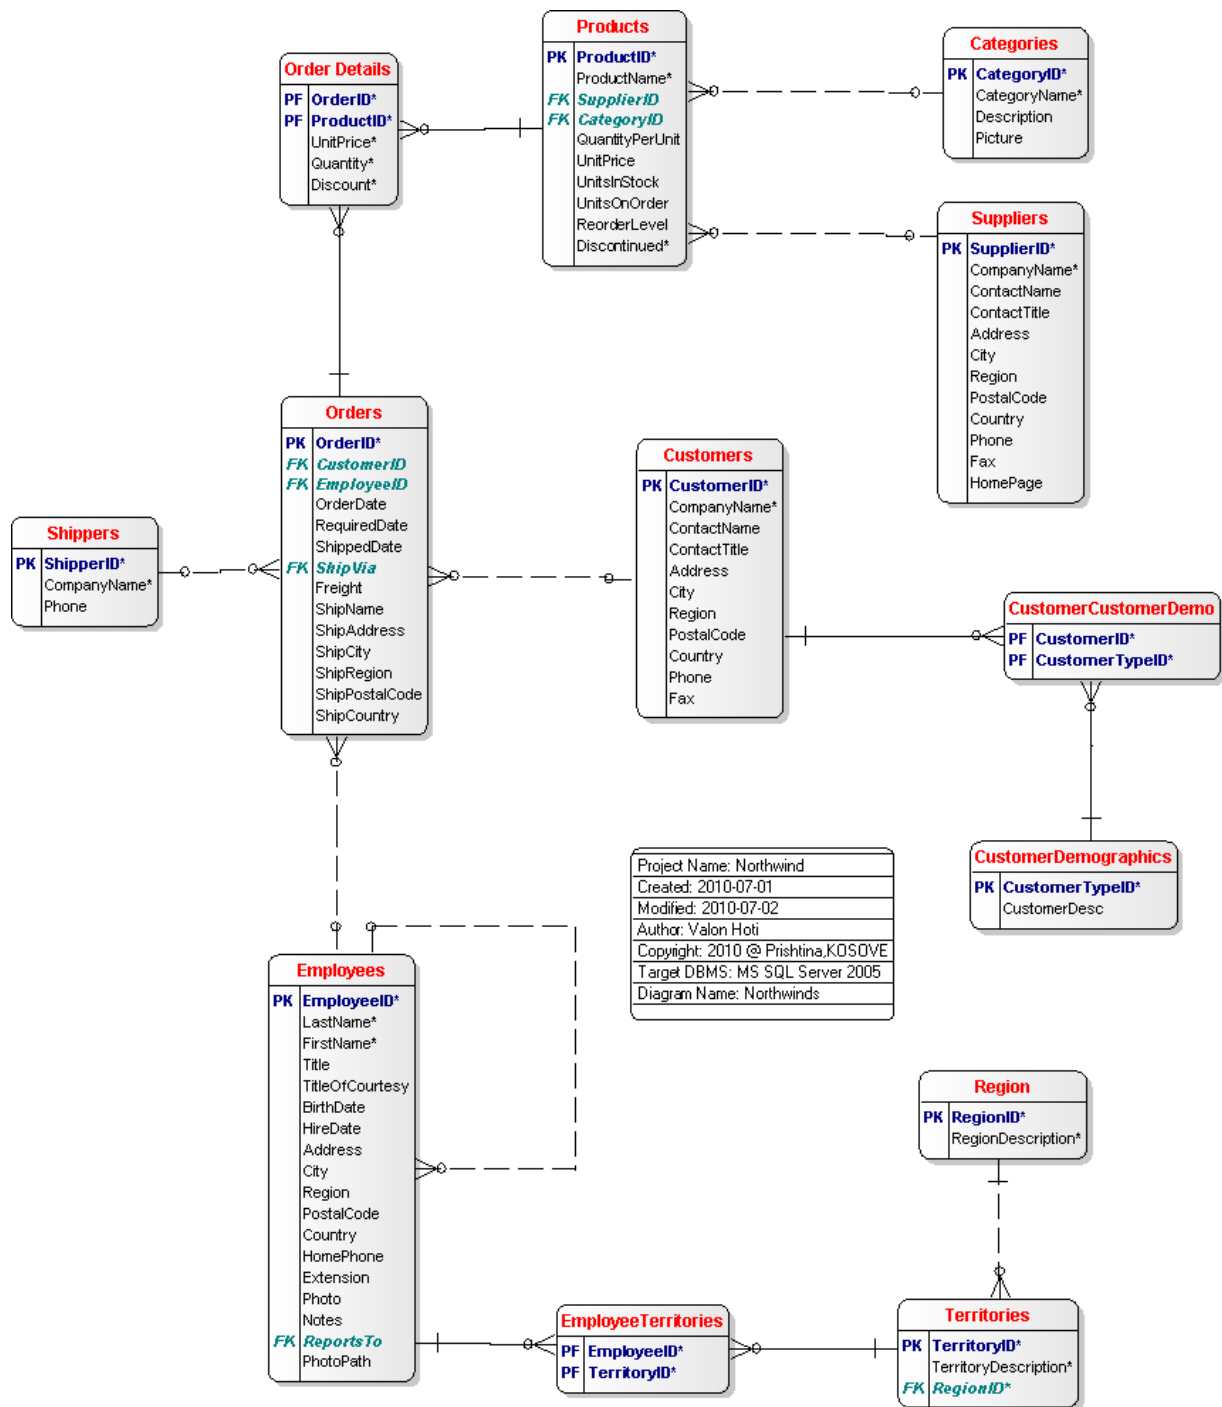 Products
PK ProductID*
ProductName*
FK SupplierID
FK CategoryID
QuantityPerUnit
UnitPrice
UnitsInStock
UnitsOnOrder
ReorderLevel
Discontinued*
Categories
PK CategoryID*
CategoryName*
Description
Picture
Order Details
PF OrderID*
PF ProductID*
UnitPrice*
Quantity*
Discount*
Suppliers
PK SupplierID*
CompanyName*
ContactName
ContactTitle
Address
City
Region
PostalCode
Country
Phone
Fax
HomePage
Orders
PK OrderID*
FK CustomerID
FK EmployeeID
OrderDate
RequiredDate
ShippedDate
FK ShipVia
Freight
ShipName
ShipAddress
ShipCity
ShipRegion
ShipPostalCode
ShipCountry
Customers
PK CustomerID*
CompanyName*
ContactName
ContactTitle
Address
City
Region
PostalCode
Country
Phone
Fax
Shippers
PK ShipperID*
CompanyName*
Phone
CustomerCustomerDemo
PF CustomerID*
PF CustomerTypeID*
CustomerDemographics
PK CustomerTypeID*
CustomerDesc
Project Name: Northwind
Created: 2010-07-01
Modified: 2010-07-02
Author: Valon Hoti
Copyright: 2010 @ Prishtina,KOSOVE
Target DBMS: MS SQL Server 2005
Diagram Name: Northwinds
Employees
PK EmployeeID*
LastName*
FirstName*
Title
TitleOfCourtesy
BirthDate
HireDate
Address
City
Region
PostalCode
Country
HomePhone
Extension
Photo
Notes
FK ReportsTo
PhotoPath
Region
PK RegionID*
RegionDescription*
EmployeeTerritories
PF EmployeeID*
PF TerritoryID*
Territories
PK TerritoryID*
TerritoryDescription*
FK RegionID*